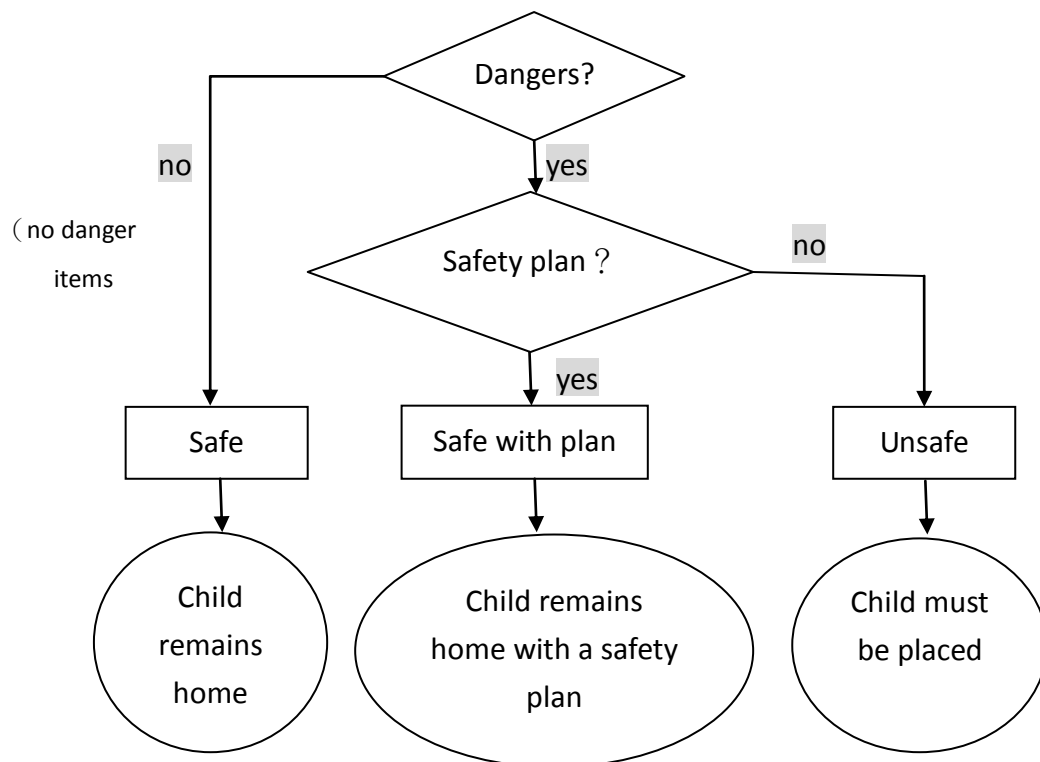 Dangers?
no
yes
（no danger
items
Safety plan？
no
yes
Safe
Safe with plan
Unsafe
Child
remains
home
Child remains
home with a safety
plan
Child must
be placed